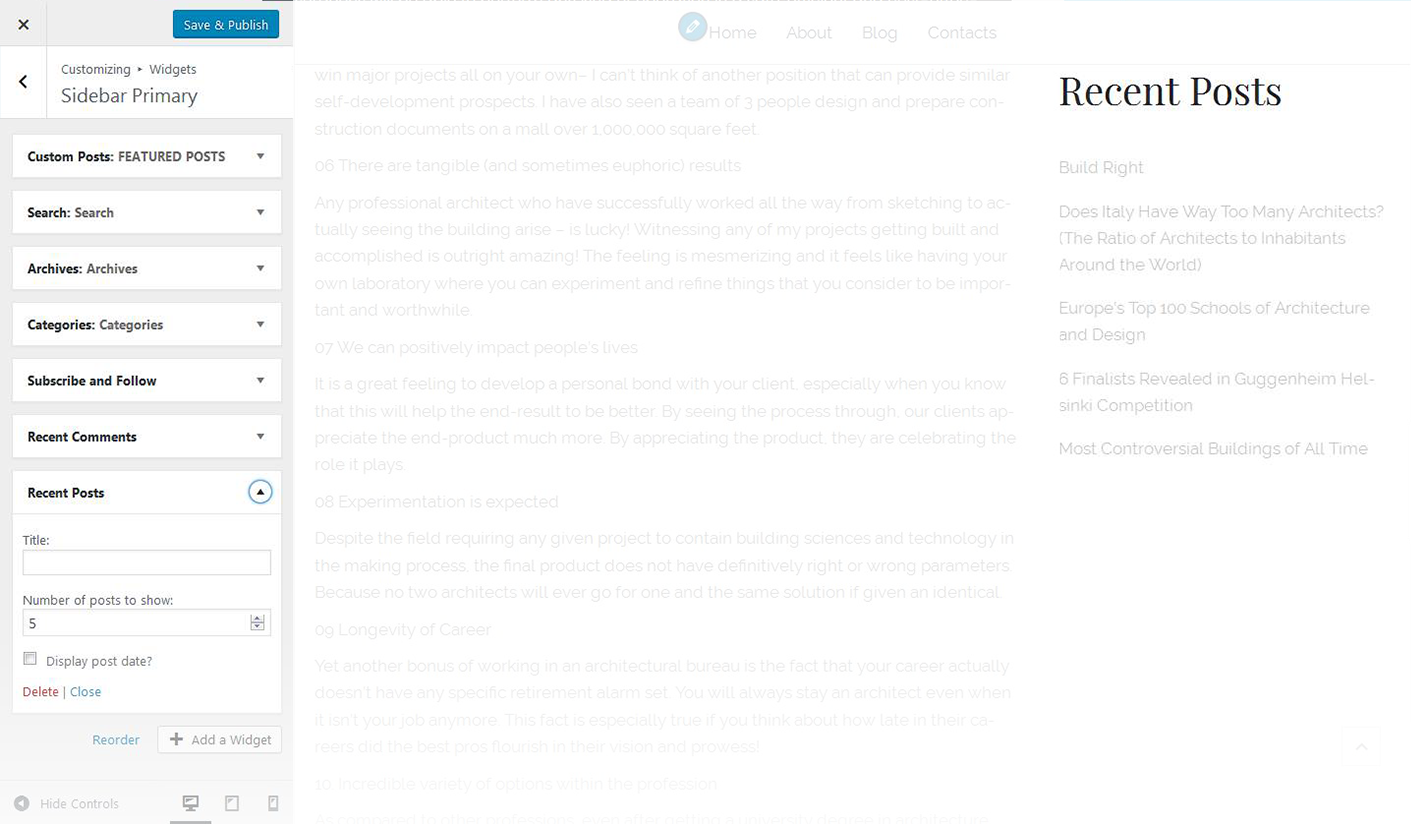 Save & Publish
Customizing ▸ Widgets
Sidebar Primary
Custom Posts: FEATURED POSTS
Search: Search
Archives: Archives
Categories: Categories
Subscribe and Follow
Recent Comments
Recent Posts
Title:
Number of posts to show:
5
Display post date?
Delete | Close
Reorder
Add a Widget
Hide Controls
Home About Blog Contacts
win major projects all on your own– I can't think of another position that can provide similar
self-development prospects. I have also seen a team of 3 people design and prepare con-
struction documents on a mall over 1,000,000 square feet.
06 There are tangible (and sometimes euphoric) results
Any professional architect who have successfully worked all the way from sketching to ac-
tually seeing the building arise – is lucky! Witnessing any of my projects getting built and
accomplished is outright amazing! The feeling is mesmerizing and it feels like having your
own laboratory where you can experiment and refine things that you consider to be impor-
tant and worthwhile.
07 We can positively impact people's lives
It is a great feeling to develop a personal bond with your client, especially when you know
that this will help the end-result to be better. By seeing the process through, our clients ap-
preciate the end-product much more. By appreciating the product, they are celebrating the
role it plays.
08 Experimentation is expected
Despite the field requiring any given project to contain building sciences and technology in
the making process, the final product does not have definitively right or wrong parameters.
Because no two architects will ever go for one and the same solution if given an identical.
09 Longevity of Career
Yet another bonus of working in an architectural bureau is the fact that your career actually
doesn't have any specific retirement alarm set. You will always stay an architect even when
it isn't your job anymore. This fact is especially true if you think about how late in their ca-
reers did the best pros flourish in their vision and prowess!
10. Incredible variety of options within the profession
As compared to other professions, even after getting a university degree in architecture
Recent Posts
Build Right
Does Italy Have Way Too Many Architects?
(The Ratio of Architects to Inhabitants
Around the World)
Europe's Top 100 Schools of Architecture
and Design
6 Finalists Revealed in Guggenheim Hel-
sinki Competition
Most Controversial Buildings of All Time